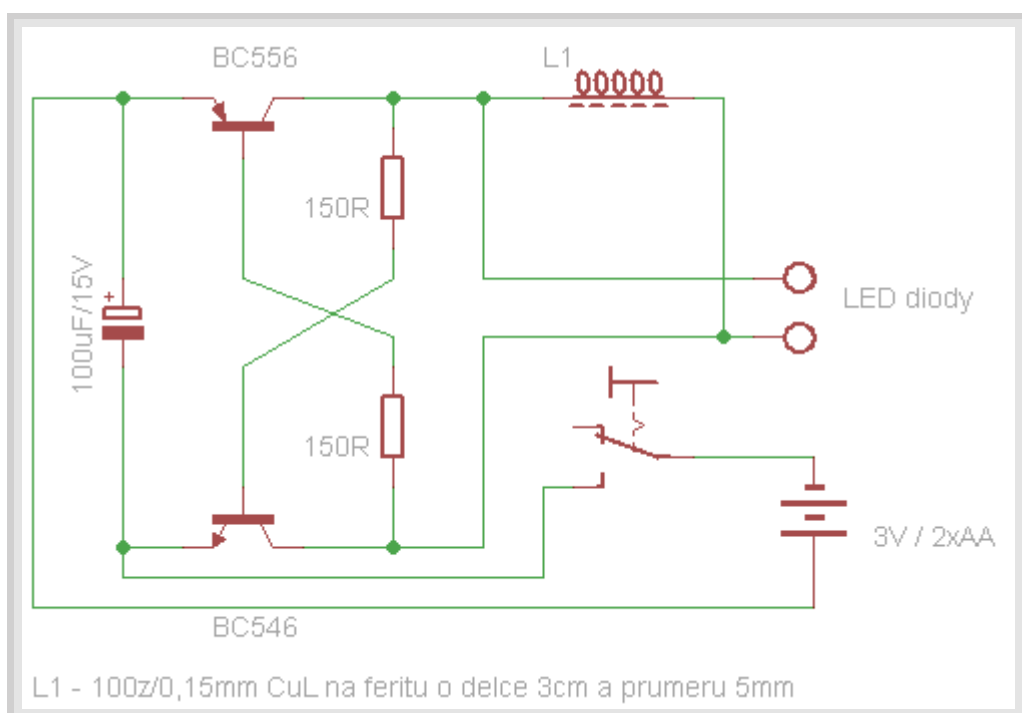 BC556
L1
150R
100uF/15V
+
LED diody
150R
3V / 2xAA
BC546
L1 - 100z/0,15mm CuL na feritu o delce 3cm a prumeru 5mm